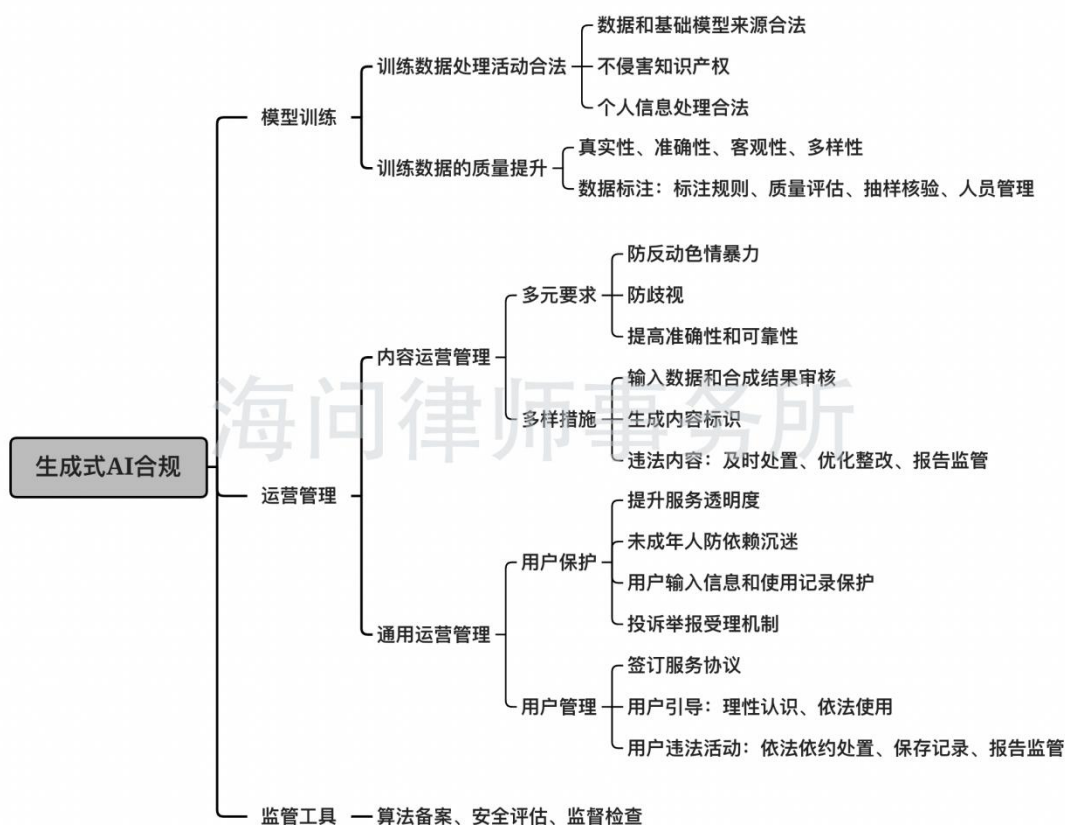 生成式AI合规
模型训练
训练数据处理活动合法
数据和基础模型来源合法
不侵害知识产权
个人信息处理合法
训练数据的质量提升
真实性、准确性、客观性、多样性
数据标注：标注规则、质量评估、抽样核验、人员管理
运营管理
内容运营管理
多元要求
防反动色情暴力
防歧视
提高准确性和可靠性
多样措施
输入数据和合成结果审核
生成内容标识
违法内容：及时处置、优化整改、报告监管
通用运营管理
用户保护
提升服务透明度
未成年人防依赖沉迷
用户输入信息和使用记录保护
投诉举报受理机制
用户管理
签订服务协议
用户引导：理性认识、依法使用
用户违法活动：依法依约处置、保存记录、报告监管
监管工具
算法备案、安全评估、监督检查
海问律师事务所